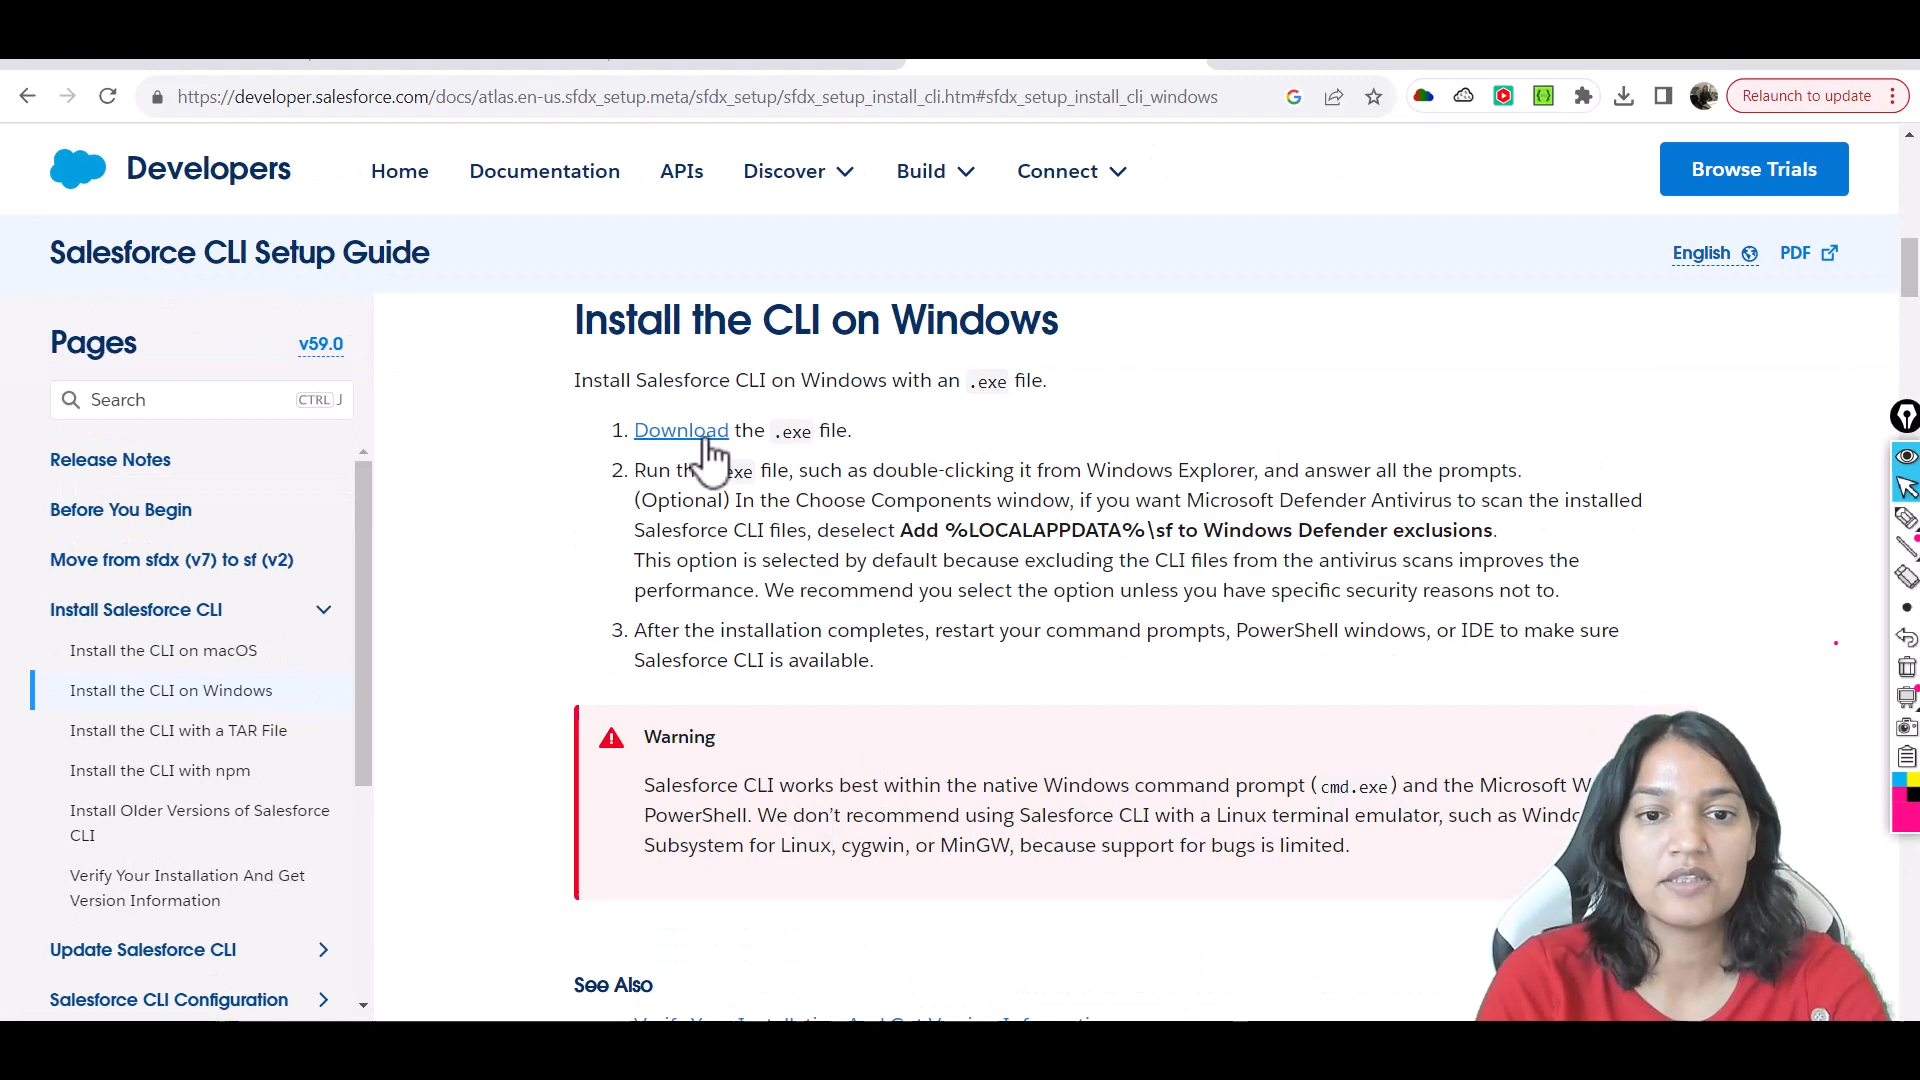 https://developer.salesforce.com/docs/atlas.en-us.sfdx_setup.meta/sfdx_setup/sfdx_setup_install_cli.htm#sfdx_setup_install_cli_windows
Relaunch to update
Developers
Home
Documentation
APIs
Discover
Build
Connect
Browse Trials
Salesforce CLI Setup Guide
English
PDF
Pages
v59.0
Search
CTRL J
Release Notes
Before You Begin
Move from sfdx (v7) to sf (v2)
Install Salesforce CLI
Install the CLI on macOS
Install the CLI on Windows
Install the CLI with a TAR File
Install the CLI with npm
Install Older Versions of Salesforce
CLI
Verify Your Installation And Get
Version Information
Update Salesforce CLI
Salesforce CLI Configuration
Install the CLI on Windows
Install Salesforce CLI on Windows with an .exe file.
1. Download the .exe file.
2. Run th exe file, such as double-clicking it from Windows Explorer, and answer all the prompts.
(Optional) In the Choose Components window, if you want Microsoft Defender Antivirus to scan the installed
Salesforce CLI files, deselect Add %LOCALAPPDATA%\sf to Windows Defender exclusions.
This option is selected by default because excluding the CLI files from the antivirus scans improves the
performance. We recommend you select the option unless you have specific security reasons not to.
3. After the installation completes, restart your command prompts, PowerShell windows, or IDE to make sure
Salesforce CLI is available.
Warning
Salesforce CLI works best within the native Windows command prompt (cmd.exe) and the Microsoft W
PowerShell. We don't recommend using Salesforce CLI with a Linux terminal emulator, such as Windo
Subsystem for Linux, cygwin, or MinGW, because support for bugs is limited.
See Also